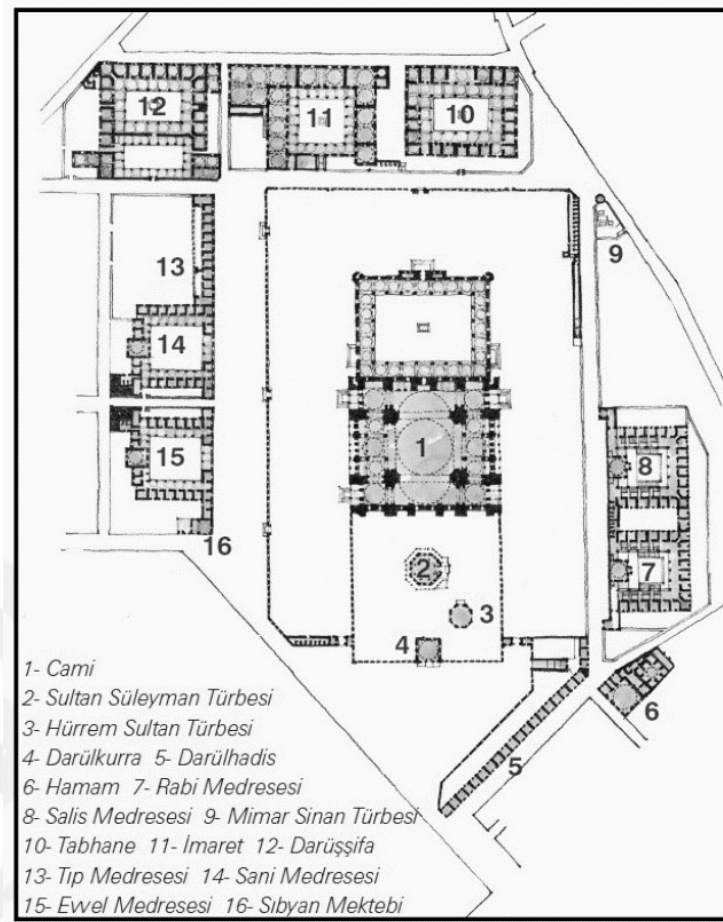 12
11
10
9
13
14
1
8
15
16
2
7
3
4
6
5
1- Cami
2- Sultan Süleyman Türbesi
3- Hürrem Sultan Türbesi
4- Darülkurra 5- Darülhadis
6- Hamam 7- Rabi Medresesi
8- Salis Medresesi 9- Mimar Sinan Türbesi
10- Tabhane 11- İmaret 12- Darüşşifa
13- Tıp Medresesi 14- Sani Medresesi
15- Evvel Medresesi 16- Sıbyan Mektebi